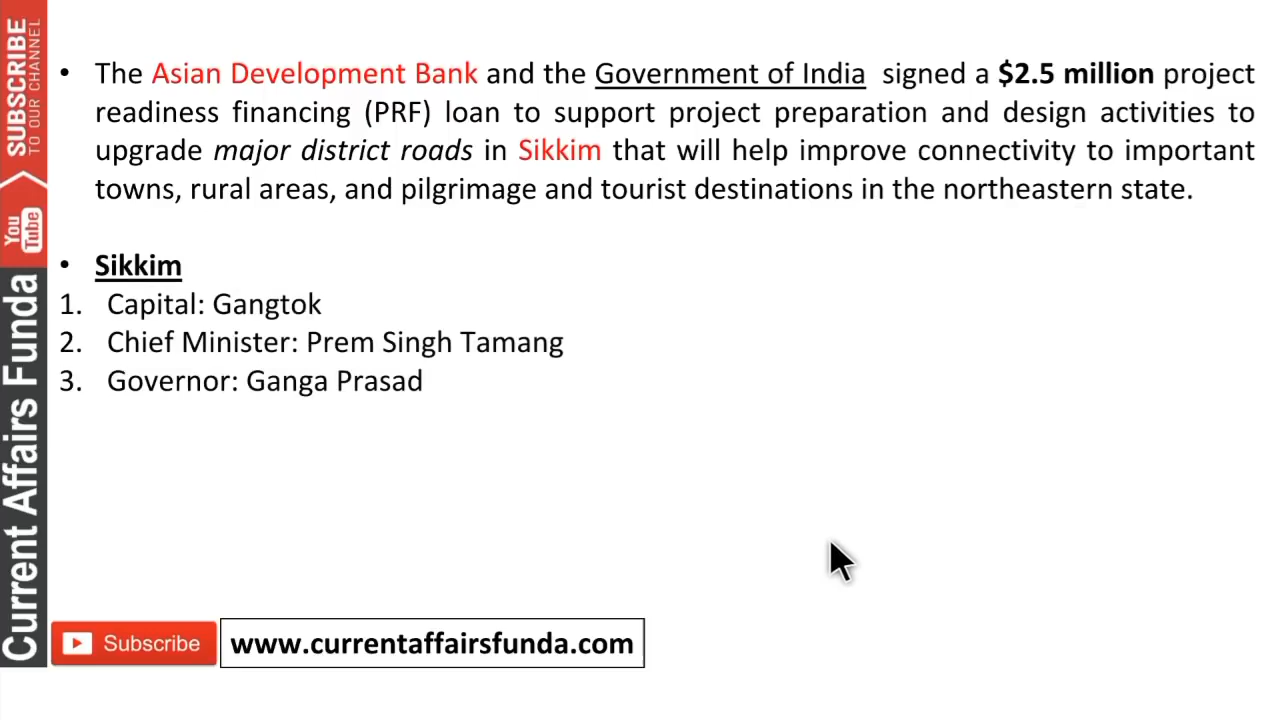 SUBSCRIBE
TO OUR CHANNEL
You
Tube
Current Affairs Funda
• The Asian Development Bank and the Government of India signed a $2.5 million project
readiness financing (PRF) loan to support project preparation and design activities to
upgrade major district roads in Sikkim that will help improve connectivity to important
towns, rural areas, and pilgrimage and tourist destinations in the northeastern state.
• Sikkim
1. Capital: Gangtok
2. Chief Minister: Prem Singh Tamang
3. Governor: Ganga Prasad
Subscribe
www.currentaffairsfunda.com